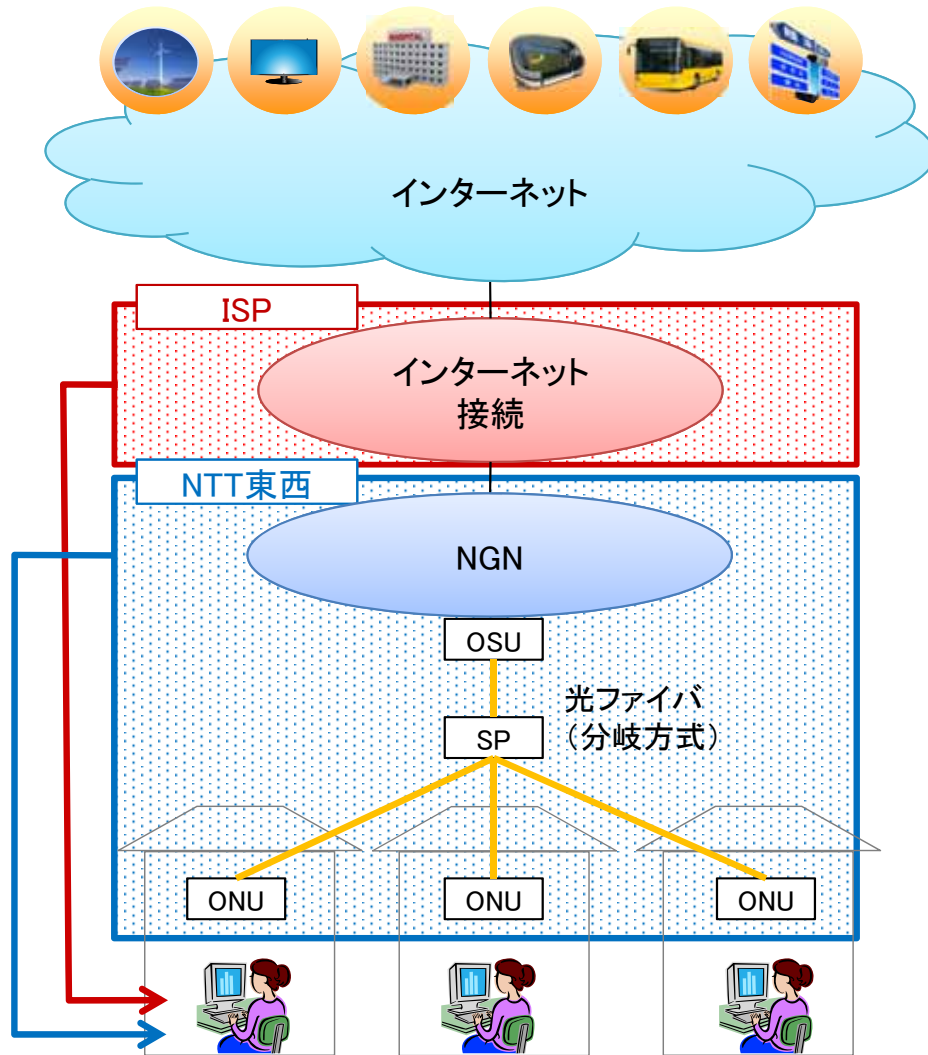 HOSPITAL
インターネット
ISP
インターネット
接続
NTT東西
NGN
OSU
光ファイバ
（分岐方式）
SP
ONU
ONU
ONU